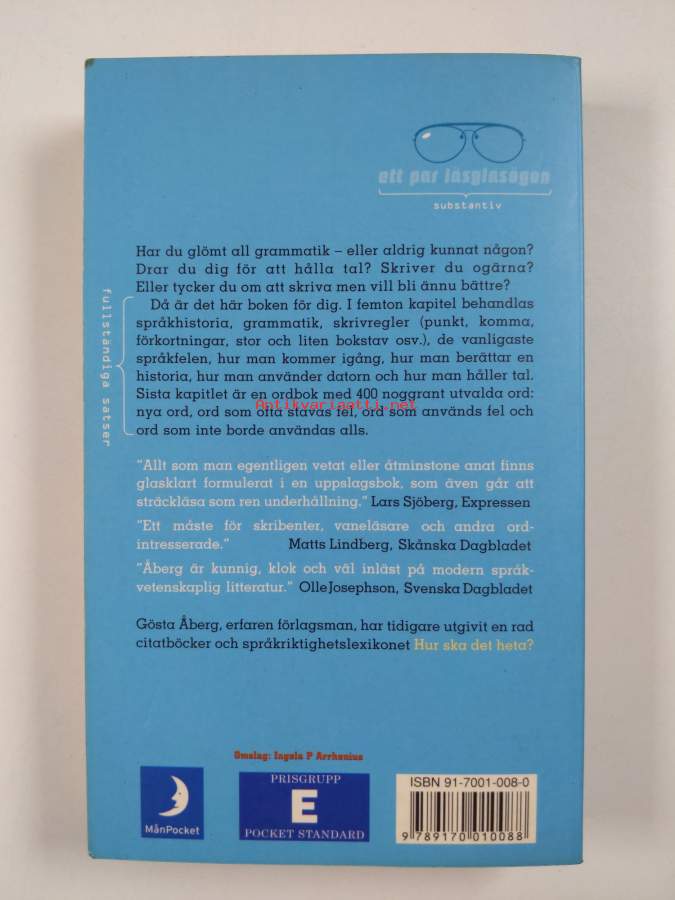 ett par läsglasögon
substantiv
Har du glömt all grammatik – eller aldrig kunnat någon?
Drar du dig för att hålla tal? Skriver du ogärna?
Eller tycker du om att skriva men vill bli ännu bättre?
Då är det här boken för dig. I femton kapitel behandlas
språkhistoria, grammatik, skrivregler (punkt, komma,
förkortningar, stor och liten bokstav osv.), de vanligaste
språkfelen, hur man kommer igång, hur man berättar en
historia, hur man använder datorn och hur man håller tal.
Sista kapitlet är en ordbok med 400 noggrant utvalda ord:
nya ord, ord som ofta stavas fel, ord som används fel och
ord som inte borde användas alls.
fullständiga satser
Antikvariaatti.net
"Allt som man egentligen vetat eller åtminstone anat finns
glasklart formulerat i en uppslagsbok, som även går att
sträckläsa som ren underhållning." Lars Sjöberg, Expressen
"Ett måste för skribenter, vaneläsare och andra ord-
intresserade." Matts Lindberg, Skånska Dagbladet
"Åberg är kunnig, klok och väl inläst på modern språk-
vetenskaplig litteratur." Olle Josephson, Svenska Dagbladet
Gösta Åberg, erfaren förlagsman, har tidigare utgivit en rad
citatböcker och språkriktighetslexikonet Hur ska det heta?
Omslag: Ingela P Arrhenius
MånPocket
PRISGRUPP
E
POCKET STANDARD
ISBN 91-7001-008-0
9 789170 010088